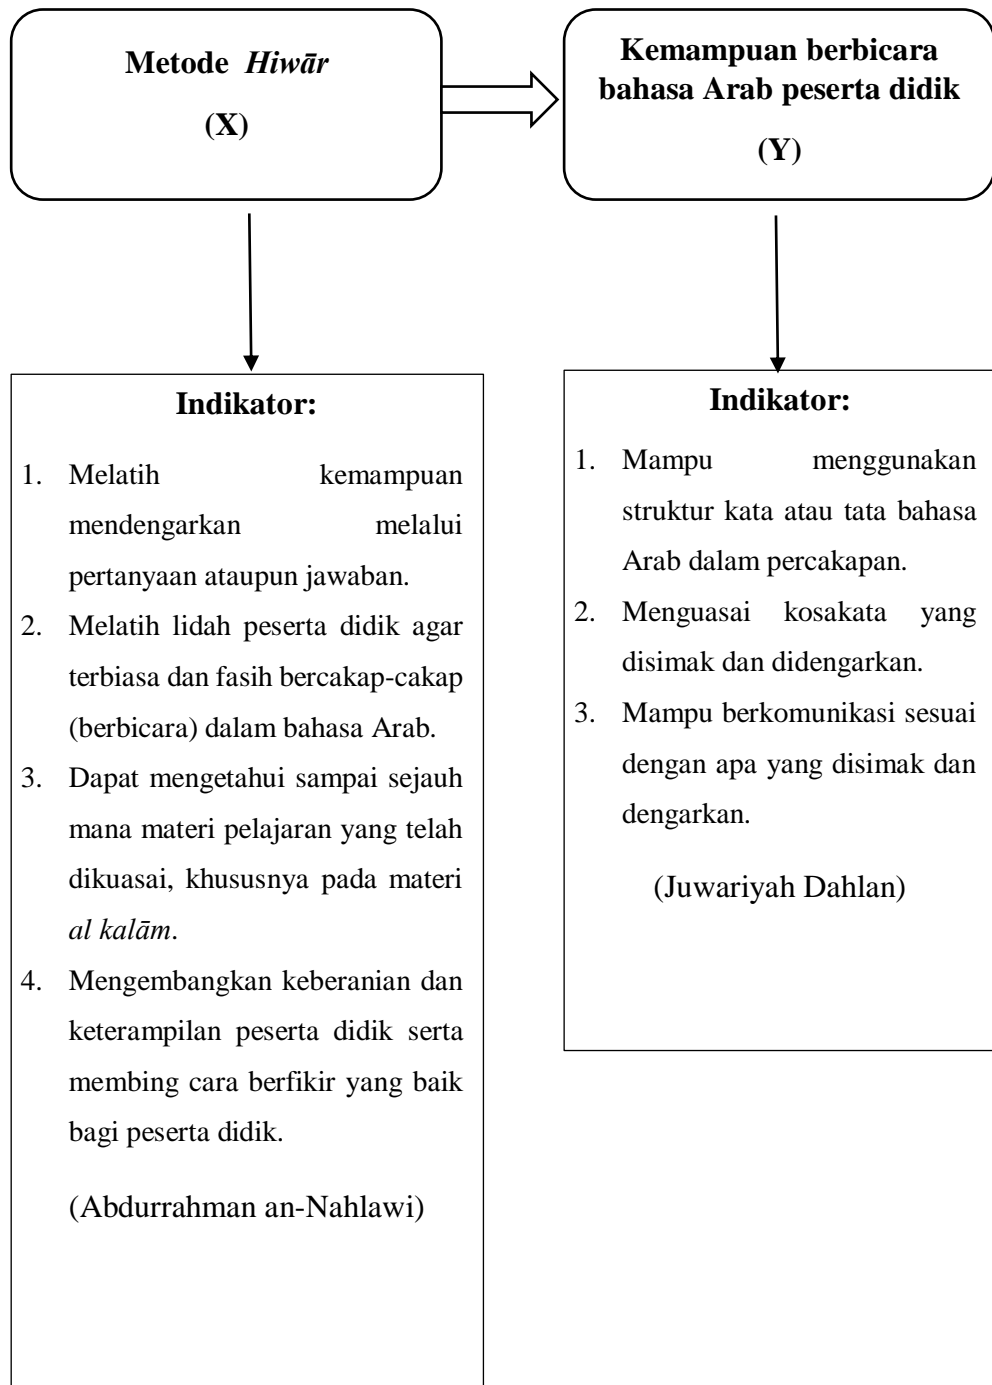 Metode Hiwār
(X)
Kemampuan berbicara
bahasa Arab peserta didik
(Y)
Indikator:
1. Melatih kemampuan
mendengarkan melalui
pertanyaan ataupun jawaban.
2. Melatih lidah peserta didik agar
terbiasa dan fasih bercakap-cakap
(berbicara) dalam bahasa Arab.
3. Dapat mengetahui sampai sejauh
mana materi pelajaran yang telah
dikuasai, khususnya pada materi
al kalām.
4. Mengembangkan keberanian dan
keterampilan peserta didik serta
membing cara berfikir yang baik
bagi peserta didik.
(Abdurrahman an-Nahlawi)
Indikator:
1. Mampu menggunakan
struktur kata atau tata bahasa
Arab dalam percakapan.
2. Menguasai kosakata yang
disimak dan didengarkan.
3. Mampu berkomunikasi sesuai
dengan apa yang disimak dan
dengarkan.
(Juwariyah Dahlan)